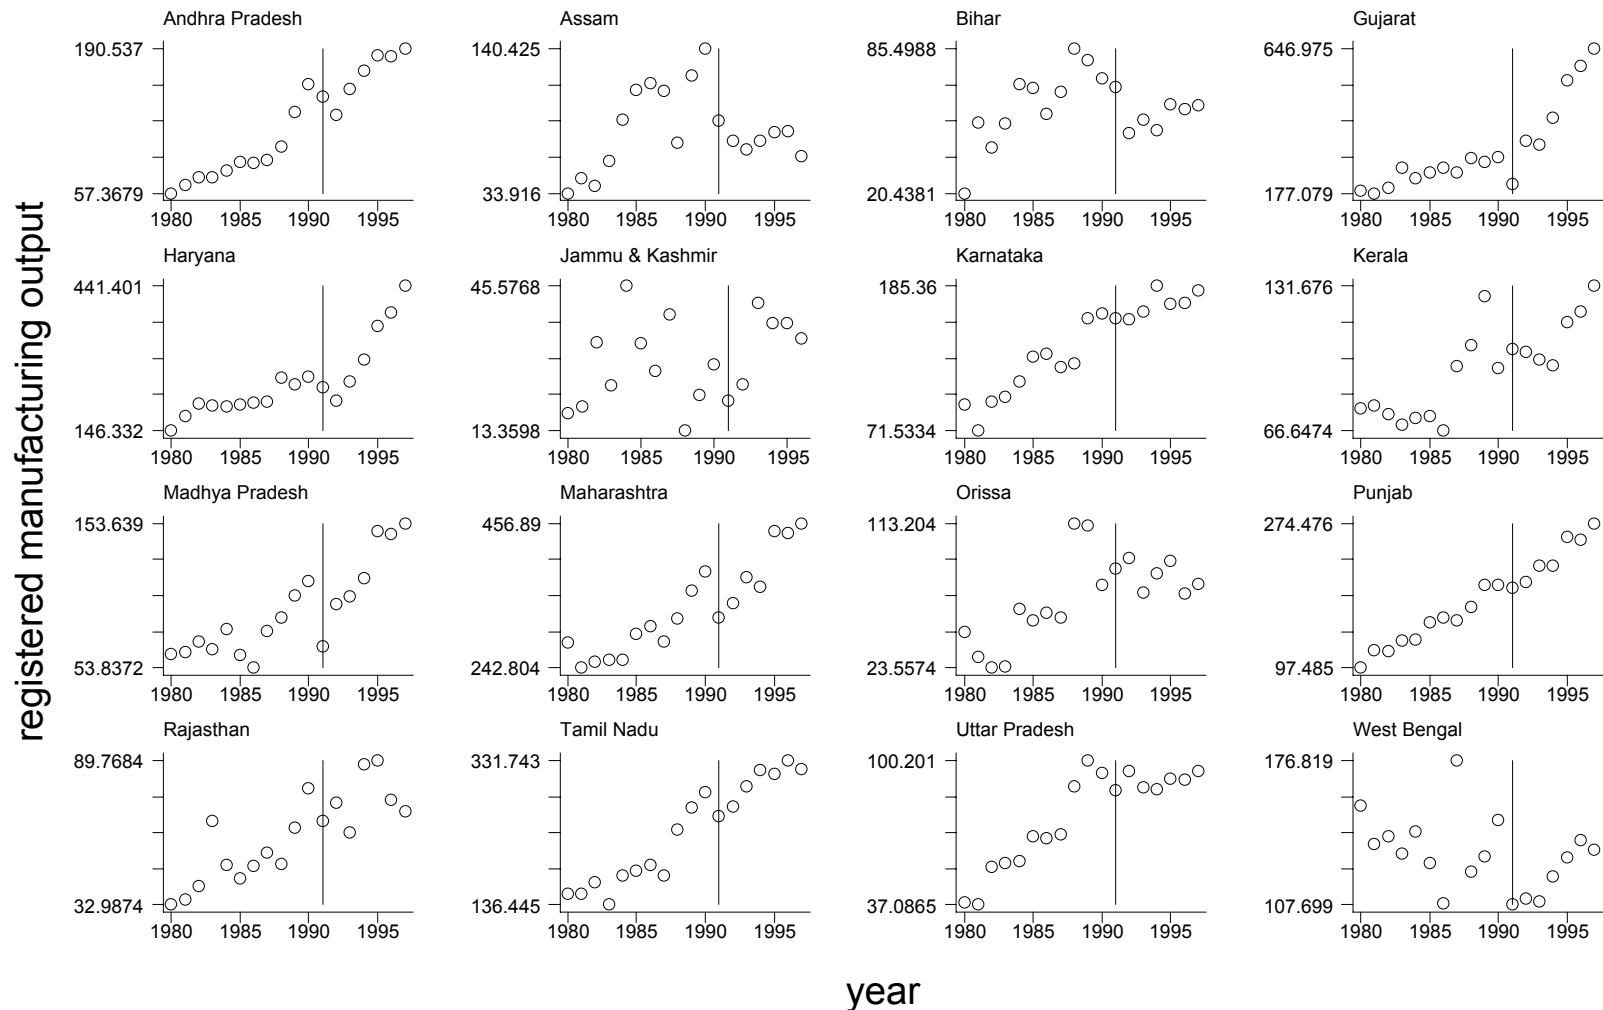 registered manufacturing output
Andhra Pradesh
190.537
57.3679
1980 1985 1990 1995
Assam
140.425
33.916
1980 1985 1990 1995
Bihar
85.4988
20.4381
1980 1985 1990 1995
Gujarat
646.975
177.079
1980 1985 1990 1995
Haryana
441.401
146.332
1980 1985 1990 1995
Jammu & Kashmir
45.5768
13.3598
1980 1985 1990 1995
Karnataka
185.36
71.5334
1980 1985 1990 1995
Kerala
131.676
66.6474
1980 1985 1990 1995
Madhya Pradesh
153.639
53.8372
1980 1985 1990 1995
Maharashtra
456.89
242.804
1980 1985 1990 1995
Orissa
113.204
23.5574
1980 1985 1990 1995
Punjab
274.476
97.485
1980 1985 1990 1995
Rajasthan
89.7684
32.9874
1980 1985 1990 1995
Tamil Nadu
331.743
136.445
1980 1985 1990 1995
Uttar Pradesh
100.201
37.0865
1980 1985 1990 1995
West Bengal
176.819
107.699
1980 1985 1990 1995
year